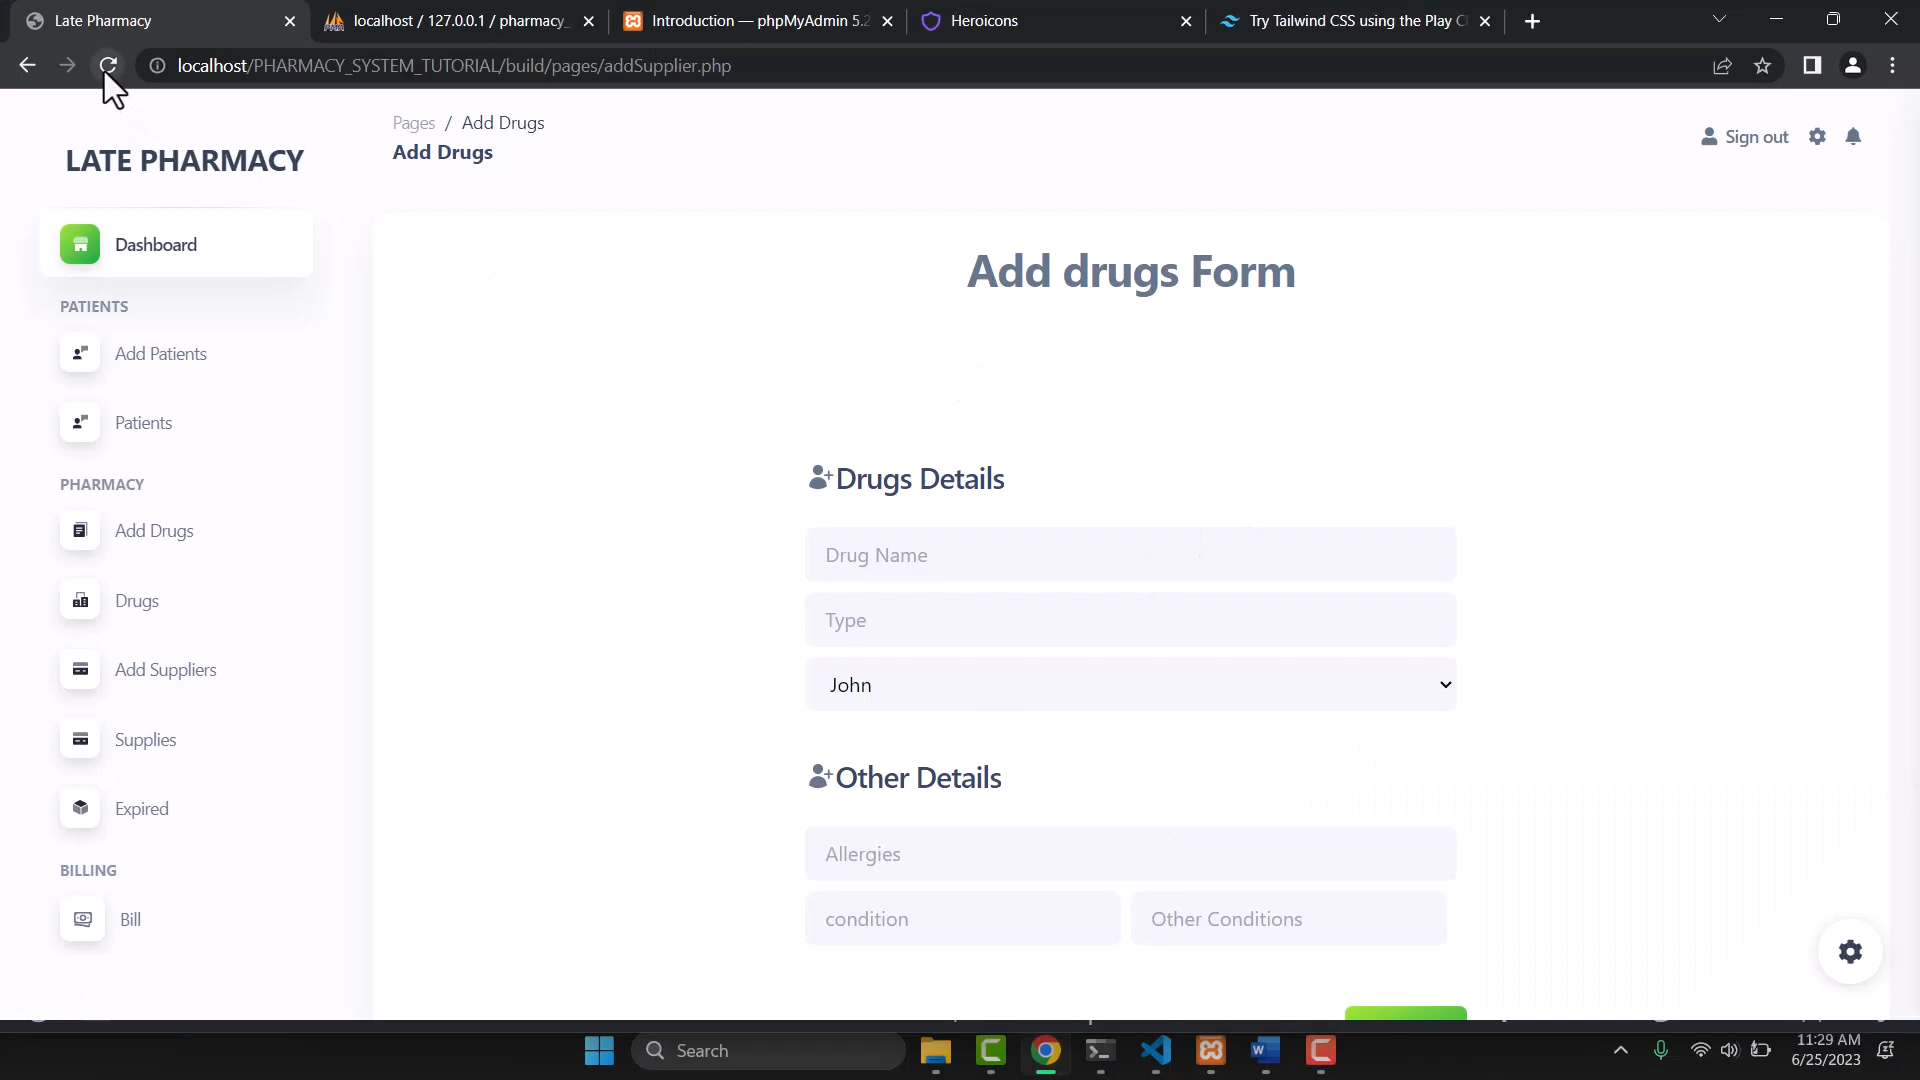 Late Pharmacy
localhost / 127.0.0.1 / pharmacy_
Introduction — phpMyAdmin 5.2
Heroicons
Try Tailwind CSS using the Play C
localhost/PHARMACY_SYSTEM_TUTORIAL/build/pages/addSupplier.php
Pages / Add Drugs
Add Drugs
Sign out
LATE PHARMACY
Dashboard
PATIENTS
Add Patients
Patients
PHARMACY
Add Drugs
Drugs
Add Suppliers
Supplies
Expired
BILLING
Bill
Add drugs Form
Drugs Details
Drug Name
Type
John
Other Details
Allergies
condition
Other Conditions
Search
11:29 AM
6/25/2023